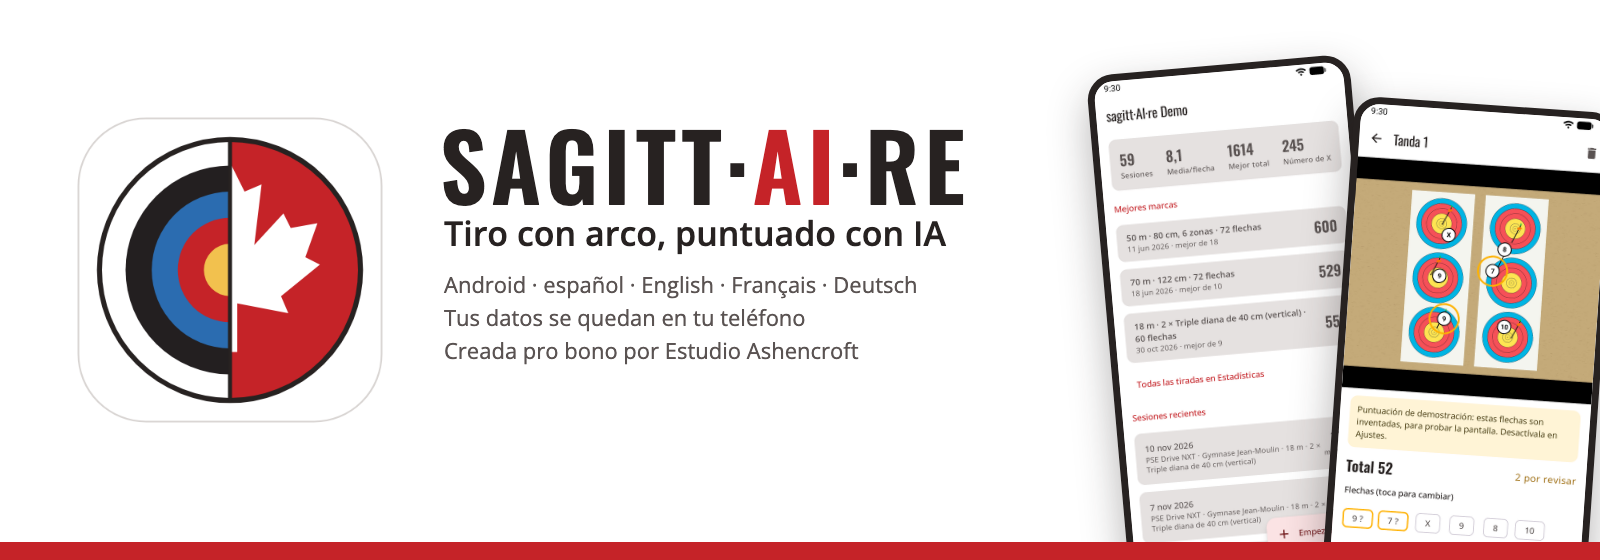 SAGITT·AI·RE
Tiro con arco, puntuado con IA
Android · español · English · Français · Deutsch
Tus datos se quedan en tu teléfono
Creada pro bono por Estudio Ashencroft
9:30
sagitt·AI·re Demo
59
8,1
1614
245
Sesiones
Media/flecha
Mejor total
Número de X
Mejores marcas
50 m · 80 cm, 6 zonas · 72 flechas
600
11 jun 2026 · mejor de 18
70 m · 122 cm · 72 flechas
529
18 jun 2026 · mejor de 10
18 m · 2 × Triple diana de 40 cm (vertical) ·
60 flechas
55
30 oct 2026 · mejor de 9
Todas las tiradas en Estadísticas
Sesiones recientes
10 nov 2026
PSE Drive NXT · Gymnase Jean-Moulin · 18 m · 2 ×
Triple diana de 40 cm (vertical)
7 nov 2026
PSE Drive NXT · Gymnase Jean-Moulin · 18 m · 2 ×
Triple diana de 40 cm (vertical)
+ Empez
9:30
Tanda 1
X
8
9
7
9
10
Puntuación de demostración: estas flechas son
inventadas, para probar la pantalla. Desactívala en
Ajustes.
Total 52
2 por revisar
Flechas (toca para cambiar)
9 ?
7 ?
X
9
8
10